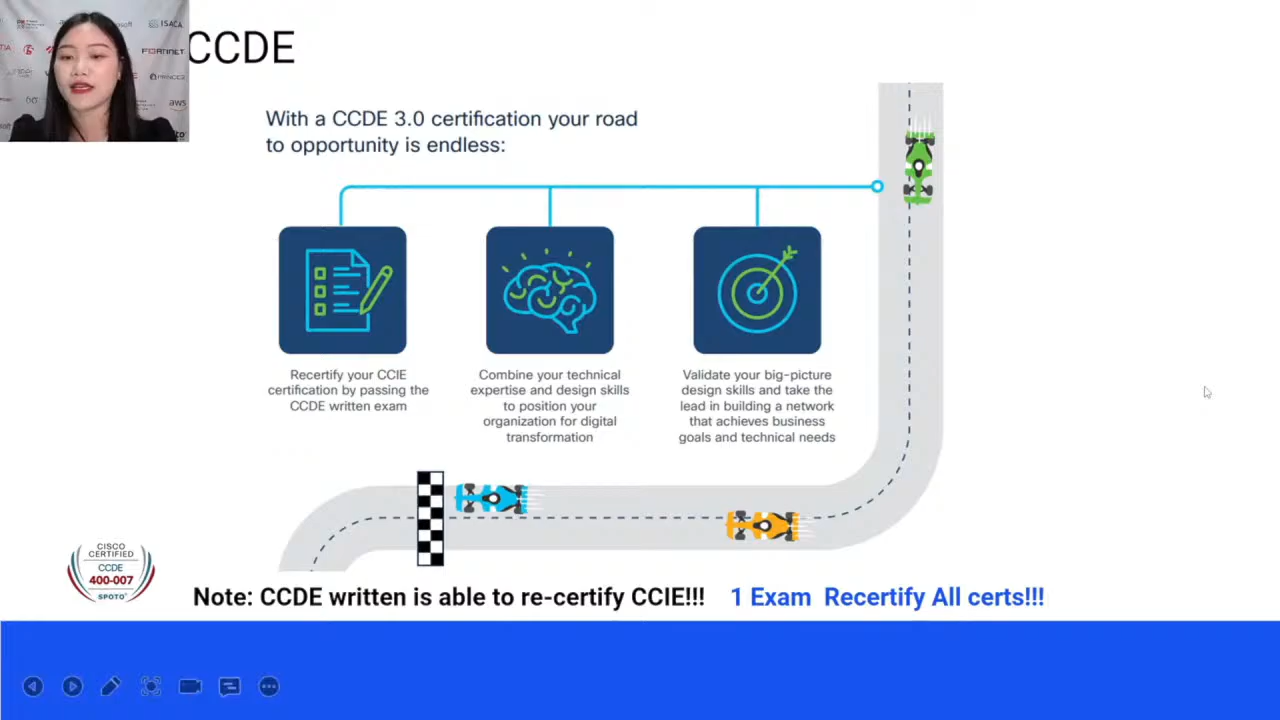 ISACA
FORTINET
PRINCE2
aws
CCDE
With a CCDE 3.0 certification your road
to opportunity is endless:
Recertify your CCIE
certification by passing the
CCDE written exam
Combine your technical
expertise and design skills
to position your
organization for digital
transformation
Validate your big-picture
design skills and take the
lead in building a network
that achieves business
goals and technical needs
CISCO
CERTIFIED
CCDE
400-007
SPOTO
Note: CCDE written is able to re-certify CCIE!!! 1 Exam Recertify All certs!!!